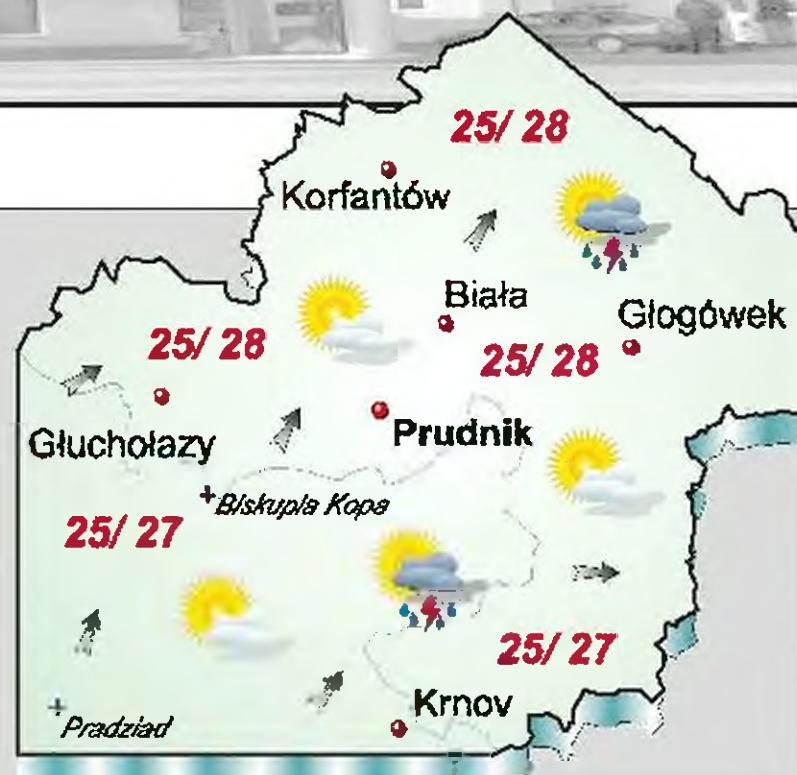 25/ 28
Korfantów
Biała
Głogówek
25/ 28
25/ 28
Prudnik
Głuchołazy
Biskupia Kopa
25/ 27
25/ 27
Krnov
Pradziad